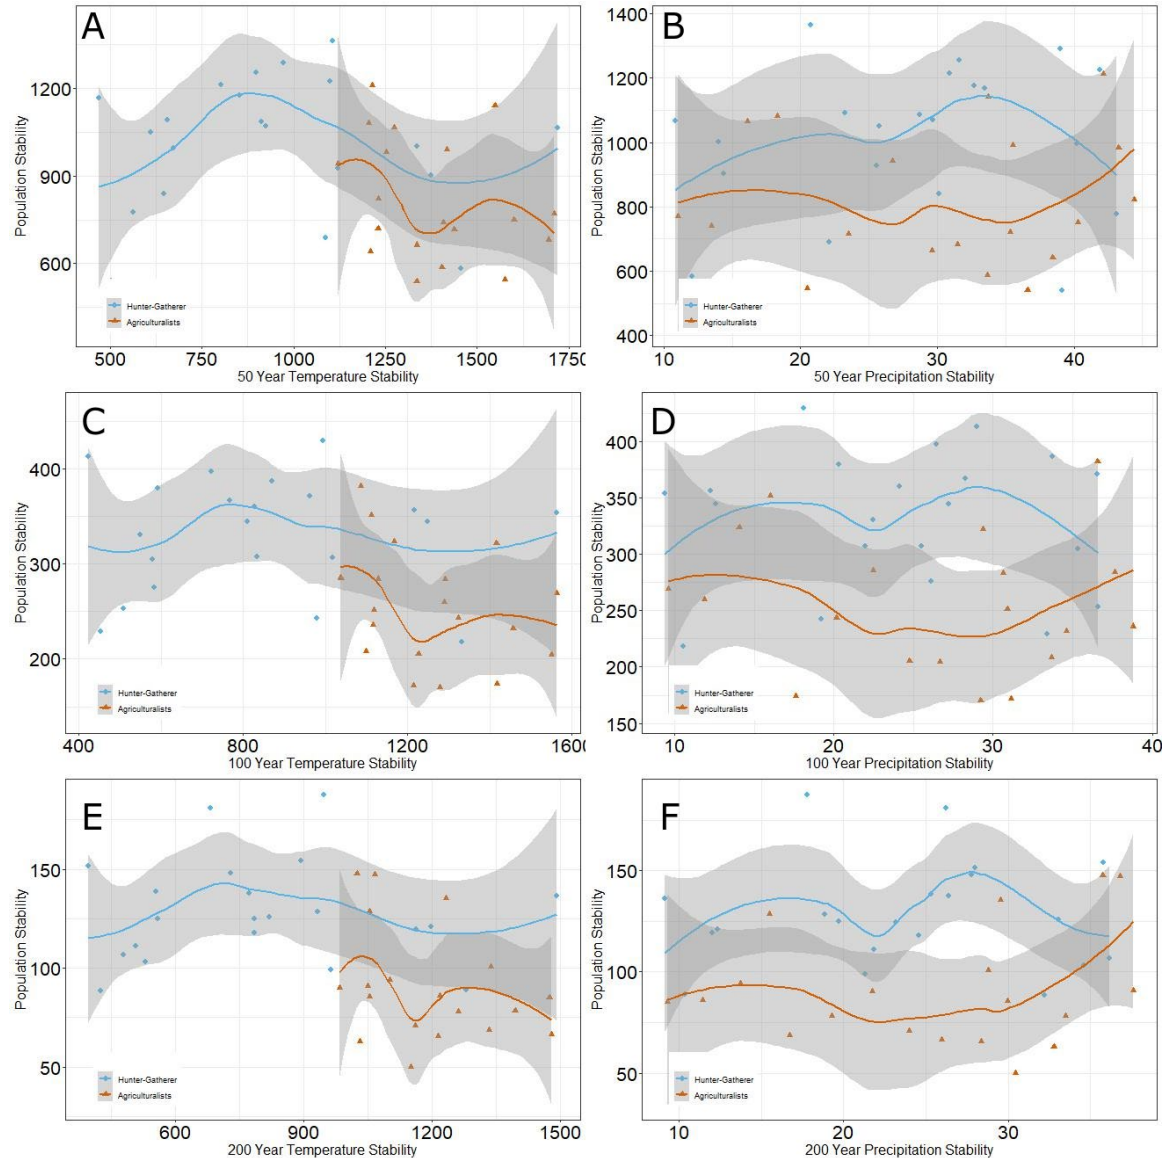 A
Population Stability
1200
900
600
Hunter-Gatherer
Agriculturalists
500 750 1000 1250 1500 1750
50 Year Temperature Stability
B
Population Stability
1400
1200
1000
800
600
400
Hunter-Gatherer
Agriculturalists
10 20 30 40
50 Year Precipitation Stability
C
Population Stability
400
300
200
Hunter-Gatherer
Agriculturalists
400 800 1200 1600
100 Year Temperature Stability
D
Population Stability
400
350
300
250
200
150
Hunter-Gatherer
Agriculturalists
10 20 30 40
100 Year Precipitation Stability
E
Population Stability
150
100
50
Hunter-Gatherer
Agriculturalists
600 900 1200 1500
200 Year Temperature Stability
F
Population Stability
150
100
50
Hunter-Gatherer
Agriculturalists
10 20 30
200 Year Precipitation Stability